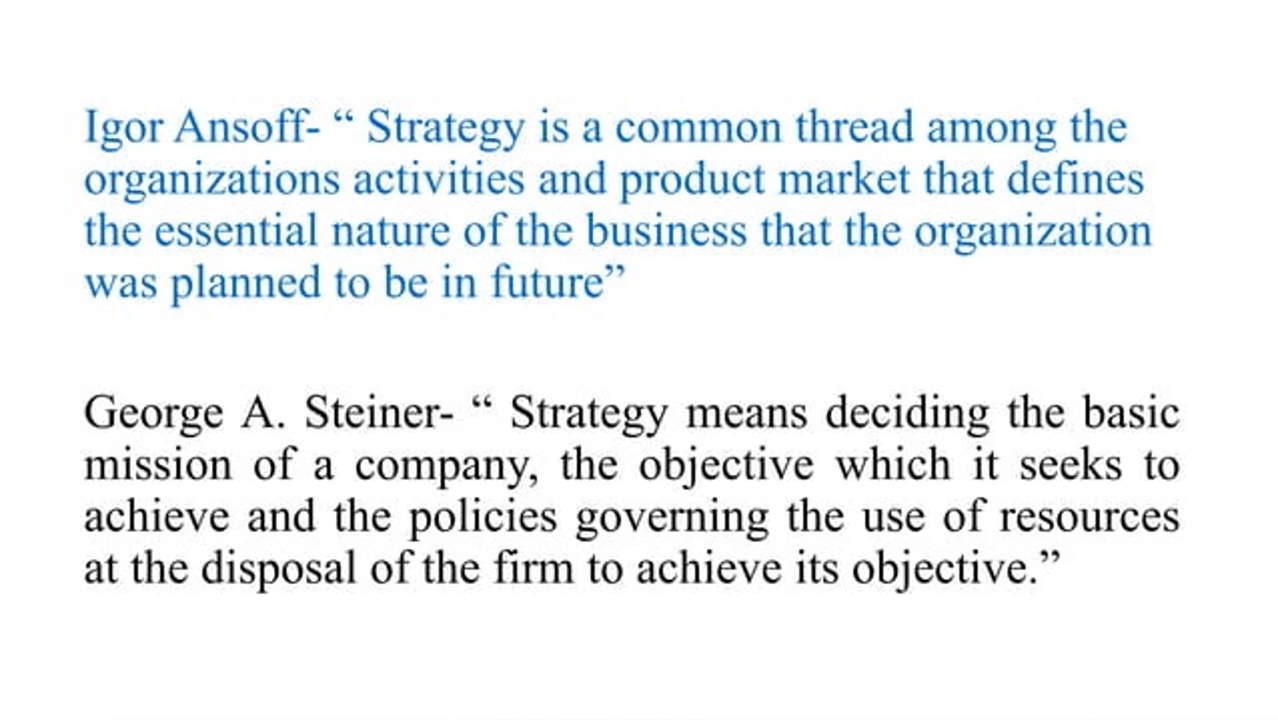 Igor Ansoff- “ Strategy is a common thread among the
organizations activities and product market that defines
the essential nature of the business that the organization
was planned to be in future”
George A. Steiner- “ Strategy means deciding the basic
mission of a company, the objective which it seeks to
achieve and the policies governing the use of resources
at the disposal of the firm to achieve its objective.”